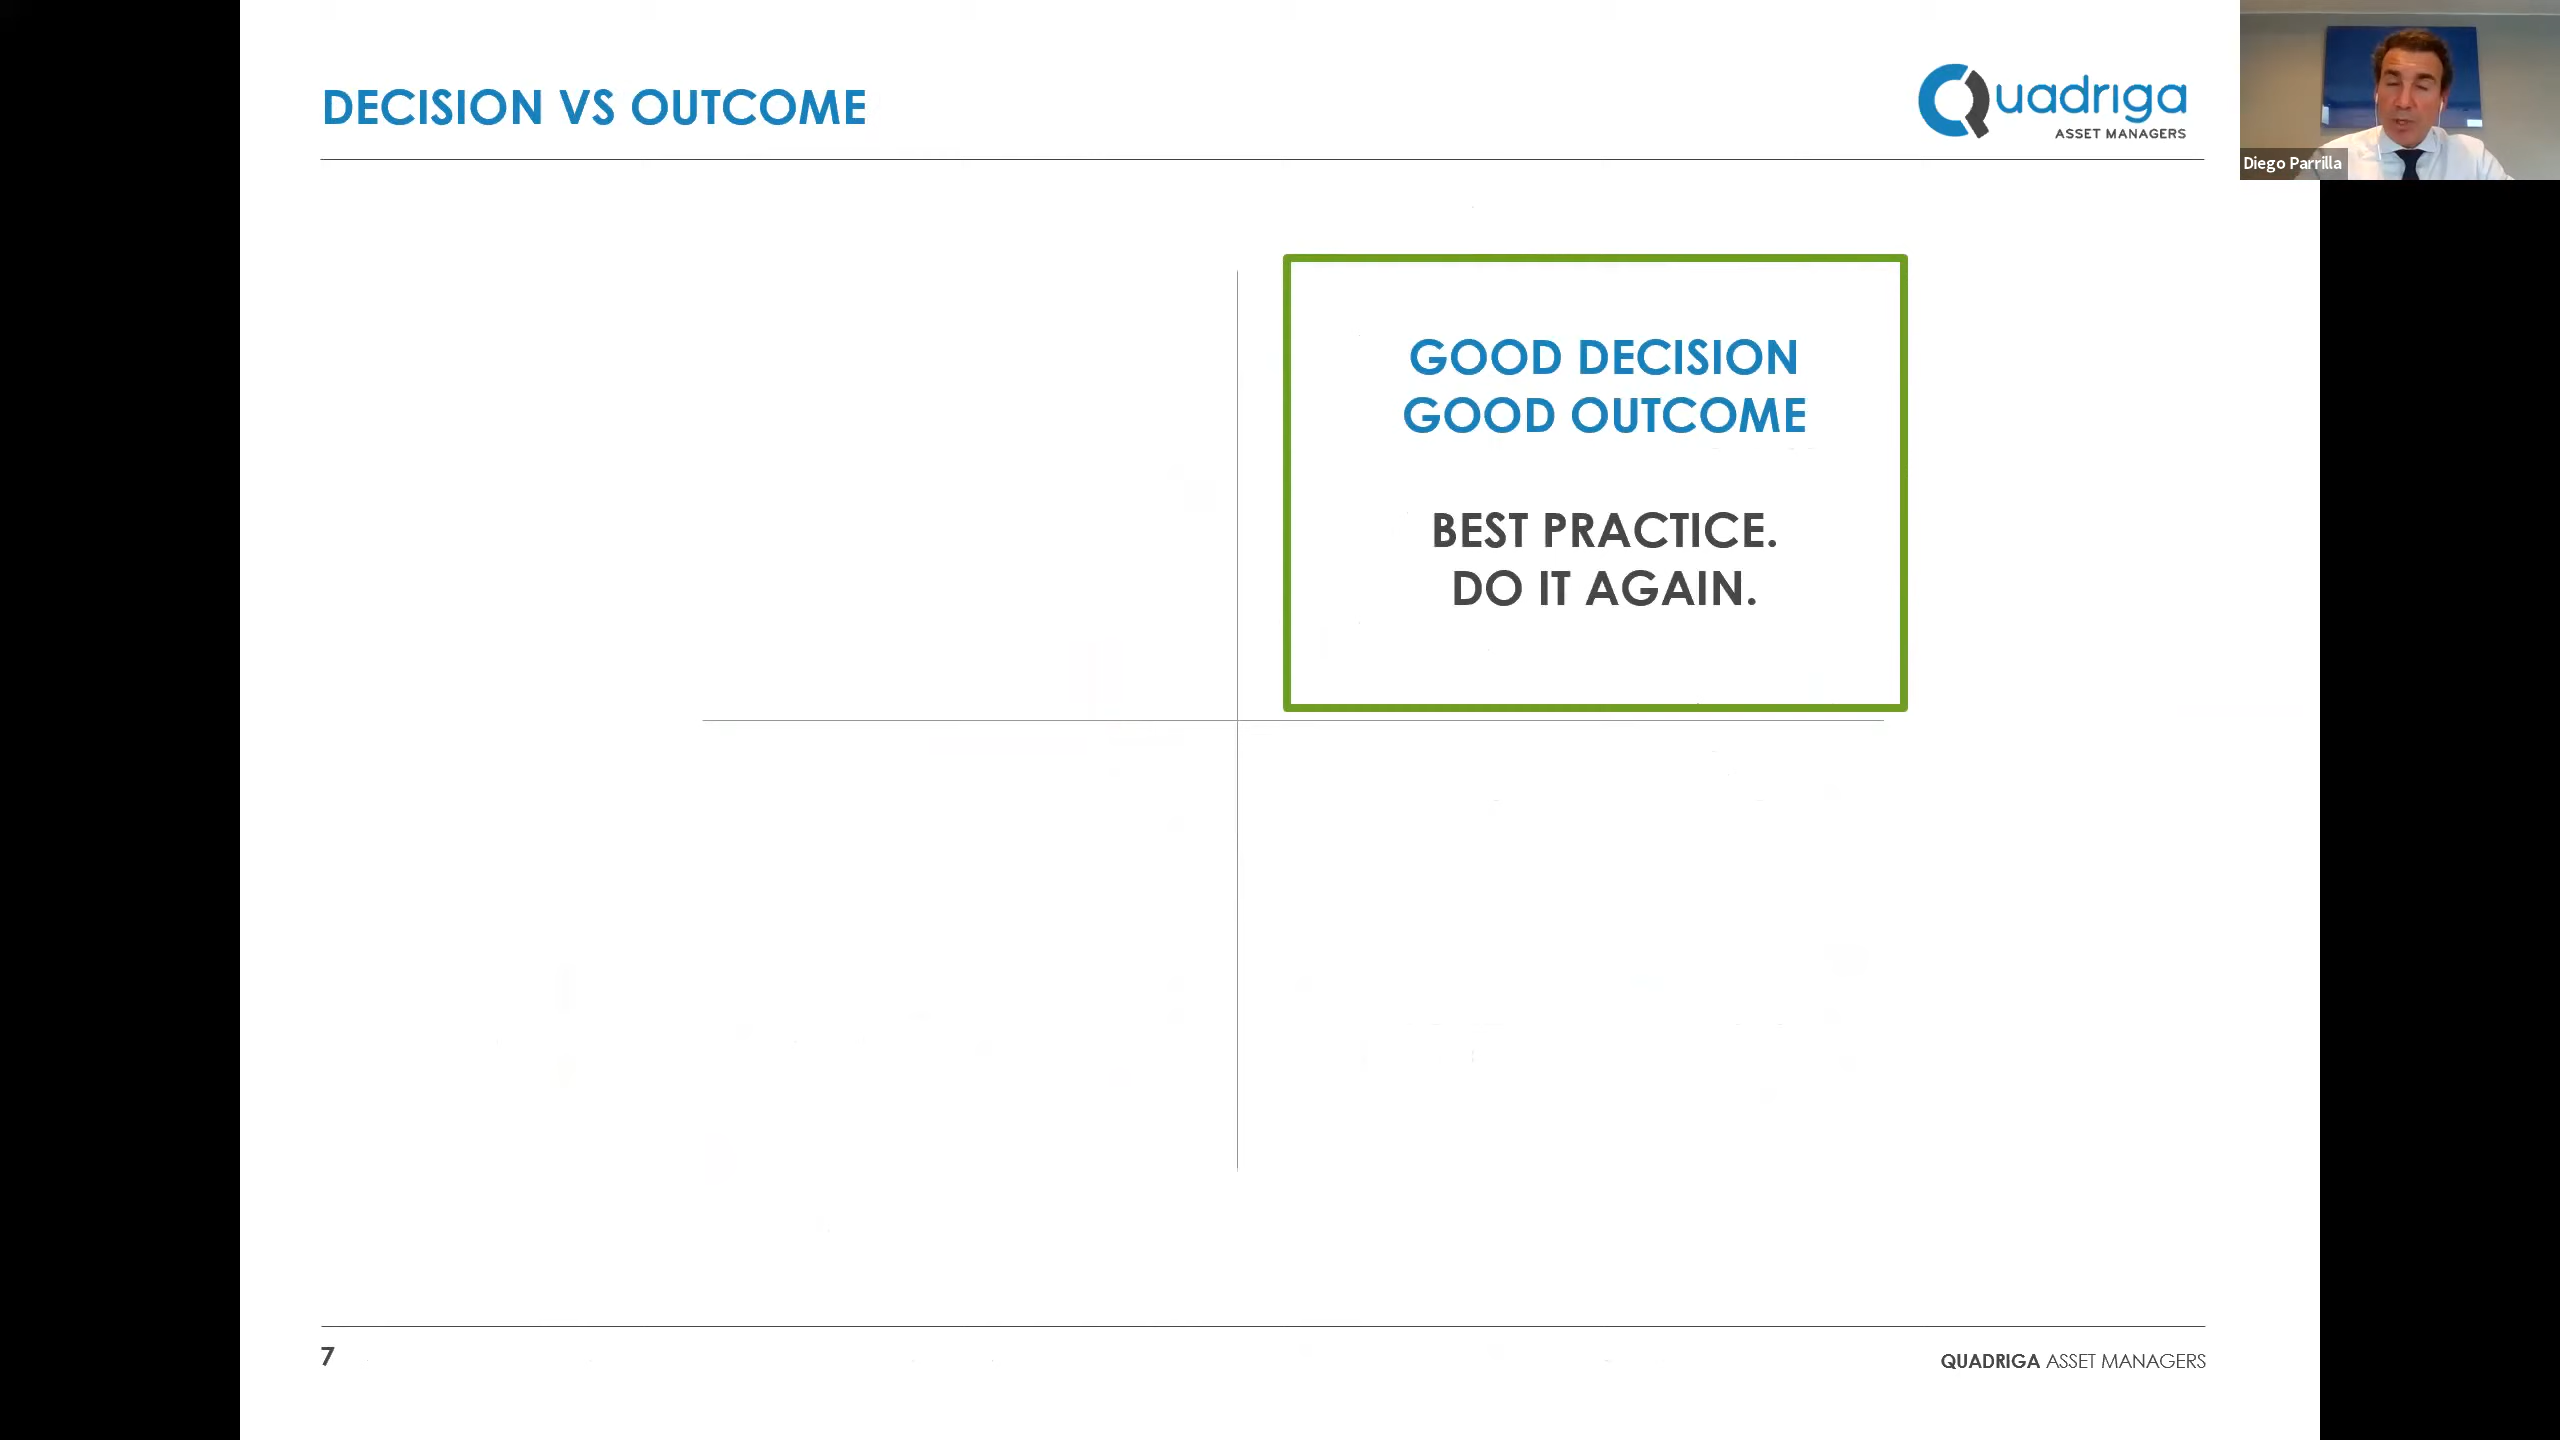 DECISION VS OUTCOME
Quadriga
ASSET MANAGERS
Diego Parrilla
GOOD DECISION
GOOD OUTCOME
BEST PRACTICE.
DO IT AGAIN.
7
QUADRIGA ASSET MANAGERS